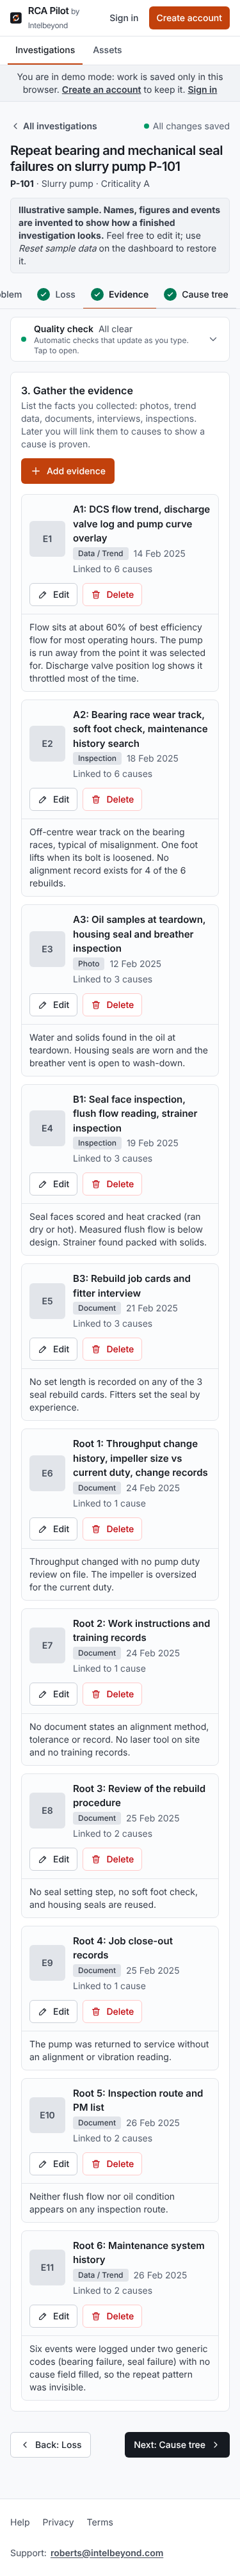 RCA Pilot by
Intelbeyond
Sign in
Create account
Investigations
Assets
You are in demo mode: work is saved only in this
browser. Create an account to keep it. Sign in
All investigations
All changes saved
Repeat bearing and mechanical seal
failures on slurry pump P-101
P-101 · Slurry pump · Criticality A
Illustrative sample. Names, figures and events
are invented to show how a finished
investigation looks. Feel free to edit it; use
Reset sample data on the dashboard to restore
it.
oblem
Loss
Evidence
Cause tree
Quality check All clear
Automatic checks that update as you type.
Tap to open.
3. Gather the evidence
List the facts you collected: photos, trend
data, documents, interviews, inspections.
Later you will link them to causes to show a
cause is proven.
Add evidence
E1
A1: DCS flow trend, discharge
valve log and pump curve
overlay
Data / Trend 14 Feb 2025
Linked to 6 causes
Edit
Delete
Flow sits at about 60% of best efficiency
flow for most operating hours. The pump
is run away from the point it was selected
for. Discharge valve position log shows it
throttled most of the time.
E2
A2: Bearing race wear track,
soft foot check, maintenance
history search
Inspection 18 Feb 2025
Linked to 6 causes
Edit
Delete
Off-centre wear track on the bearing
races, typical of misalignment. One foot
lifts when its bolt is loosened. No
alignment record exists for 4 of the 6
rebuilds.
E3
A3: Oil samples at teardown,
housing seal and breather
inspection
Photo 12 Feb 2025
Linked to 3 causes
Edit
Delete
Water and solids found in the oil at
teardown. Housing seals are worn and the
breather vent is open to wash-down.
E4
B1: Seal face inspection,
flush flow reading, strainer
inspection
Inspection 19 Feb 2025
Linked to 3 causes
Edit
Delete
Seal faces scored and heat cracked (ran
dry or hot). Measured flush flow is below
design. Strainer found packed with solids.
E5
B3: Rebuild job cards and
fitter interview
Document 21 Feb 2025
Linked to 3 causes
Edit
Delete
No set length is recorded on any of the 3
seal rebuild cards. Fitters set the seal by
experience.
E6
Root 1: Throughput change
history, impeller size vs
current duty, change records
Document 24 Feb 2025
Linked to 1 cause
Edit
Delete
Throughput changed with no pump duty
review on file. The impeller is oversized
for the current duty.
E7
Root 2: Work instructions and
training records
Document 24 Feb 2025
Linked to 1 cause
Edit
Delete
No document states an alignment method,
tolerance or record. No laser tool on site
and no training records.
E8
Root 3: Review of the rebuild
procedure
Document 25 Feb 2025
Linked to 2 causes
Edit
Delete
No seal setting step, no soft foot check,
and housing seals are reused.
E9
Root 4: Job close-out
records
Document 25 Feb 2025
Linked to 1 cause
Edit
Delete
The pump was returned to service without
an alignment or vibration reading.
E10
Root 5: Inspection route and
PM list
Document 26 Feb 2025
Linked to 2 causes
Edit
Delete
Neither flush flow nor oil condition
appears on any inspection route.
E11
Root 6: Maintenance system
history
Data / Trend 26 Feb 2025
Linked to 2 causes
Edit
Delete
Six events were logged under two generic
codes (bearing failure, seal failure) with no
cause field filled, so the repeat pattern
was invisible.
Back: Loss
Next: Cause tree
Help
Privacy
Terms
Support: roberts@intelbeyond.com